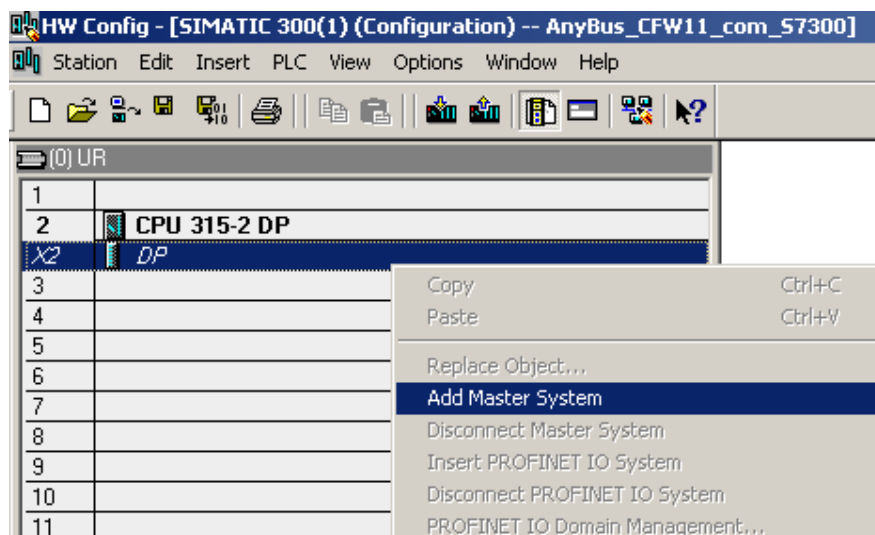 HW Config - [SIMATIC 300(1) (Configuration) -- AnyBus_CFW11_com_S7300]
Station Edit Insert PLC View Options Window Help
(0) UR
1
2 CPU 315-2 DP
X2 DP
3
4
5
6
7
8
9
10
11
Copy Ctrl+C
Paste Ctrl+V
Replace Object...
Add Master System
Disconnect Master System
Insert PROFINET IO System
Disconnect PROFINET IO System
PROFINET IO Domain Management...